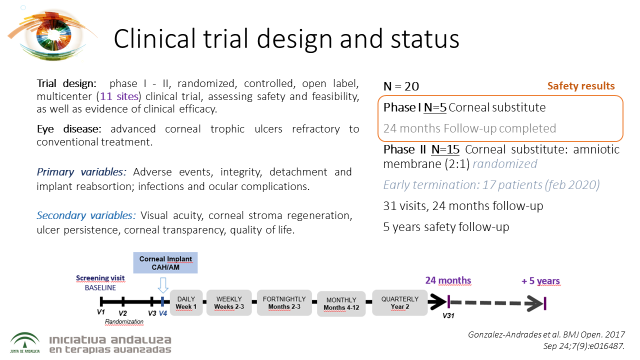 Clinical trial design and status
Trial design: phase I - II, randomized, controlled, open label,
multicenter (11 sites) clinical trial, assessing safety and feasibility,
as well as evidence of clinical efficacy.
Eye disease: advanced corneal trophic ulcers refractory to
conventional treatment.
Primary variables: Adverse events, integrity, detachment and
implant reabsortion; infections and ocular complications.
Secondary variables: Visual acuity, corneal stroma regeneration,
ulcer persistence, corneal transparency, quality of life.
N = 20
Safety results
Phase I N=5 Corneal substitute
24 months Follow-up completed
Phase II N=15 Corneal substitute: amniotic
membrane (2:1) randomized
Early termination: 17 patients (feb 2020)
31 visits, 24 months follow-up
5 years safety follow-up
Corneal Implant
CAH/AM
Screening visit
BASELINE
V1
V2
V3
V4
Randomization
DAILY
Week 1
WEEKLY
Weeks 2-3
FORTNIGHTLY
Months 2-3
MONTHLY
Months 4-12
QUARTERLY
Year 2
24 months
V31
+ 5 years
JUNTA DE ANDALUCIA
iniciativa andaluza
en terapias avanzadas
Gonzalez-Andrades et al. BMJ Open. 2017
Sep 24;7(9):e016487.